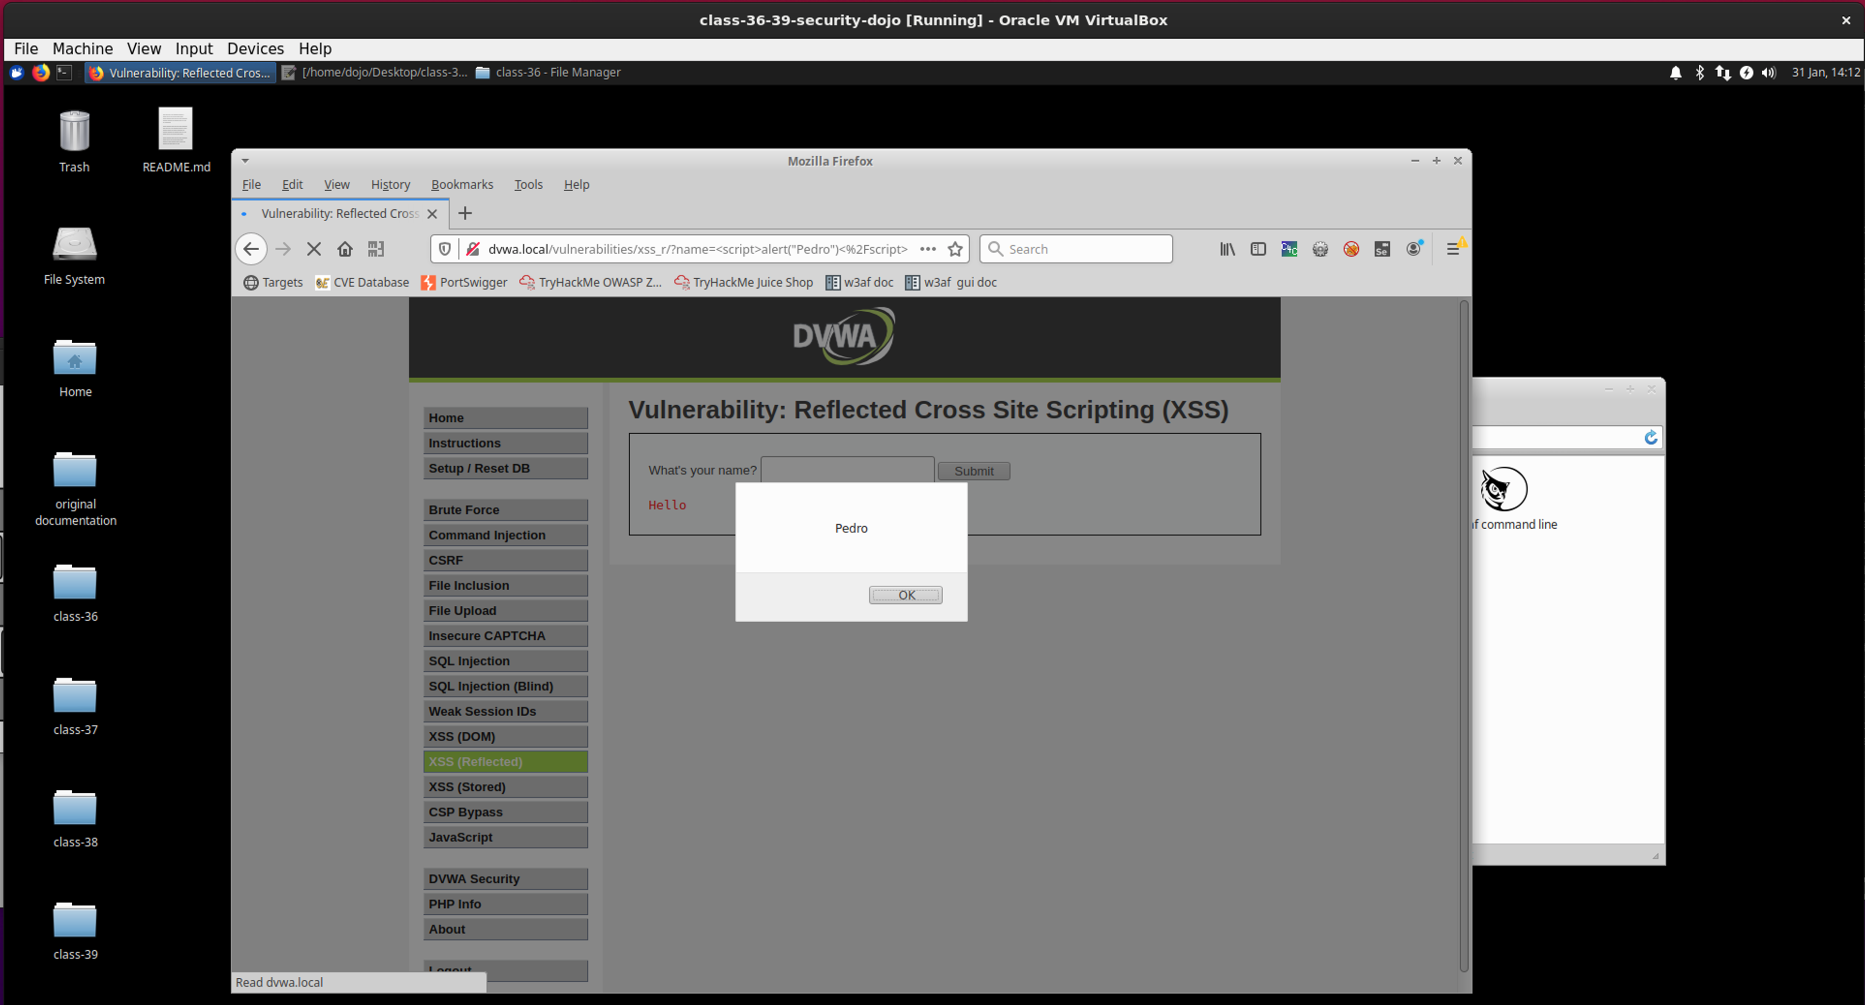 class-36-39-security-dojo [Running] - Oracle VM VirtualBox
File Machine View Input Devices Help
Vulnerability: Reflected Cros... [/home/dojo/Desktop/class-3... class-36 - File Manager 31 Jan, 14:12
Trash
README.md
File System
Home
original
documentation
class-36
class-37
class-38
class-39
Mozilla Firefox
File Edit View History Bookmarks Tools Help
Vulnerability: Reflected Cross
dvwa.local/vulnerabilities/xss_r/?name=<script>alert("Pedro")<%2Fscript> Search
Targets CVE Database PortSwigger TryHackMe OWASP Z... TryHackMe Juice Shop w3af doc w3af gui doc
DVWA
Home
Instructions
Setup / Reset DB
Brute Force
Command Injection
CSRF
File Inclusion
File Upload
Insecure CAPTCHA
SQL Injection
SQL Injection (Blind)
Weak Session IDs
XSS (DOM)
XSS (Reflected)
XSS (Stored)
CSP Bypass
JavaScript
DVWA Security
PHP Info
About
Logout
Vulnerability: Reflected Cross Site Scripting (XSS)
What's your name? Submit
Hello
Pedro
OK
command line
Read dvwa.local